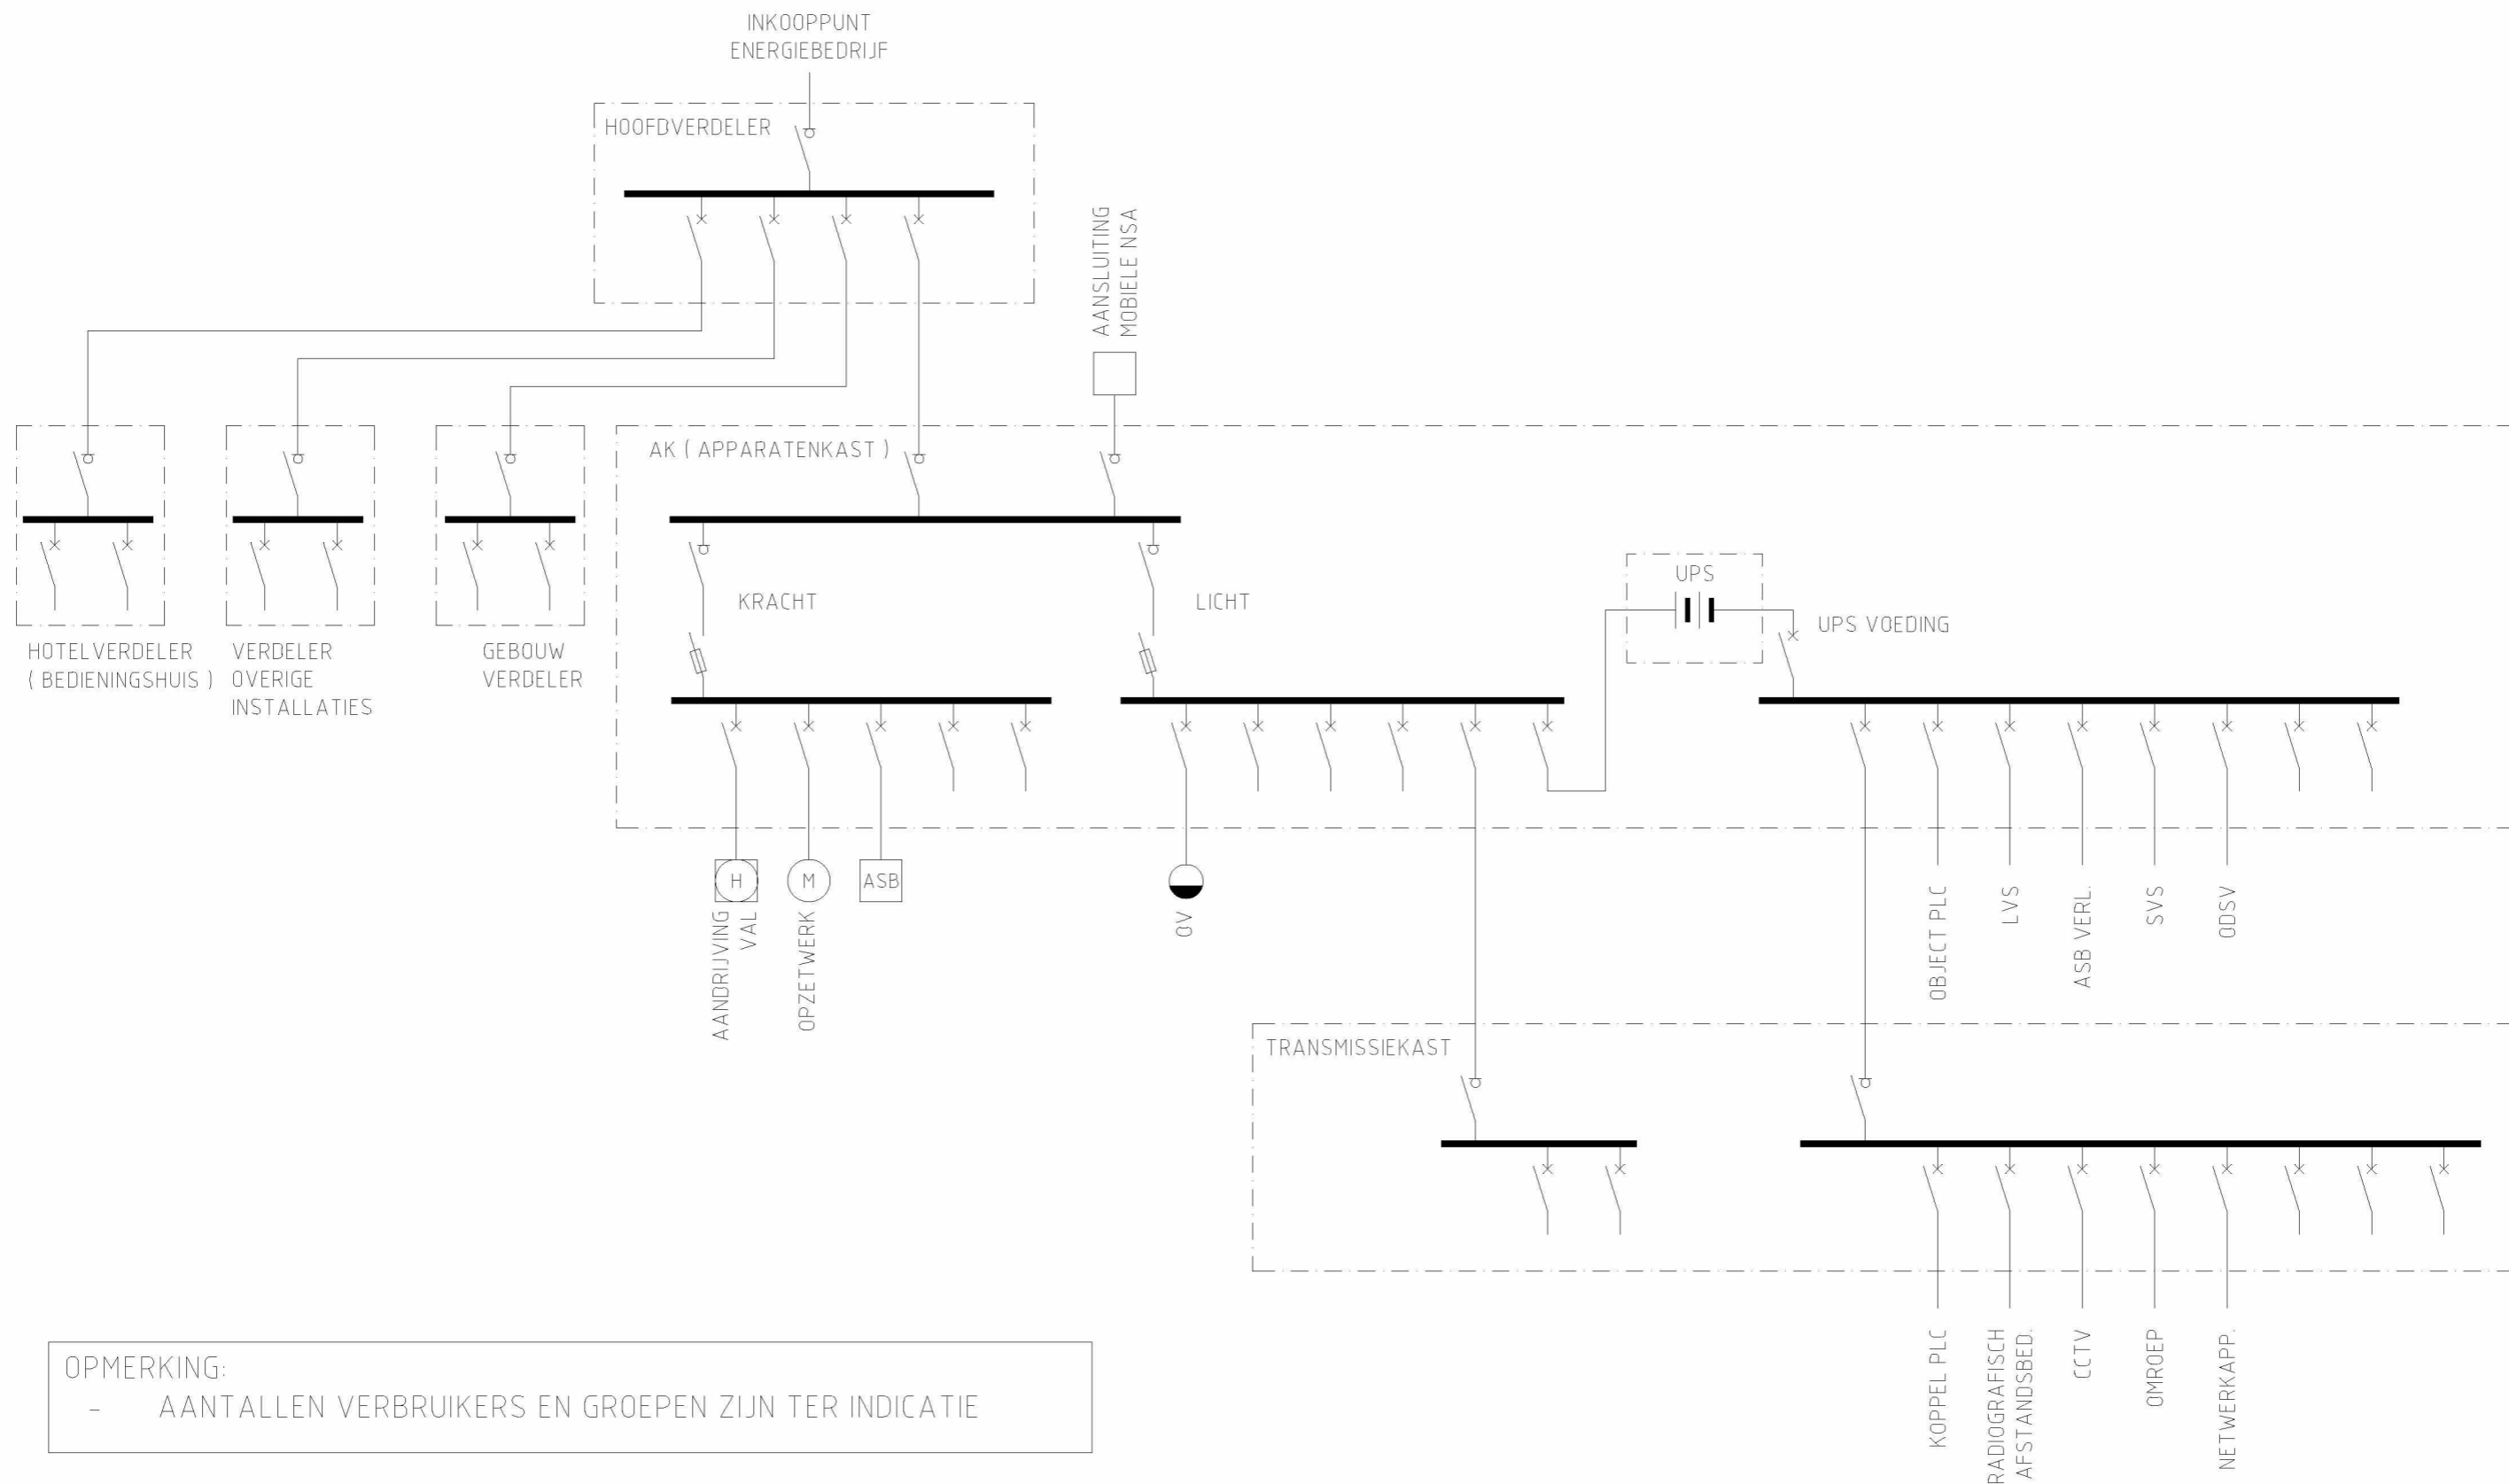 INKOOPPUNT
ENERGIEBEDRIJF
HOOFDVERDELER
AANSLUITING
MOBIELE NSA
AK ( APPARATENKAST )
KRACHT
LICHT
UPS
UPS VOEDING
HOTELVERDELER
( BEDIENINGSHUIS )
VERDELER
OVERIGE
INSTALLATIES
GEBOUW
VERDELER
H
M
ASB
AANDRIJVING
VAL
OPZETWERK
OV
OBJECT PLC
LVS
ASB VERL.
SVS
ODSV
TRANSMISSIEKAST
KOPPEL PLC
RADIOGRAFISCH
AFSTANDSBED.
CCTV
OMROEP
NETWERKAPP.
OPMERKING:
- AANTALLEN VERBRUIKERS EN GROEPEN ZIJN TER INDICATIE